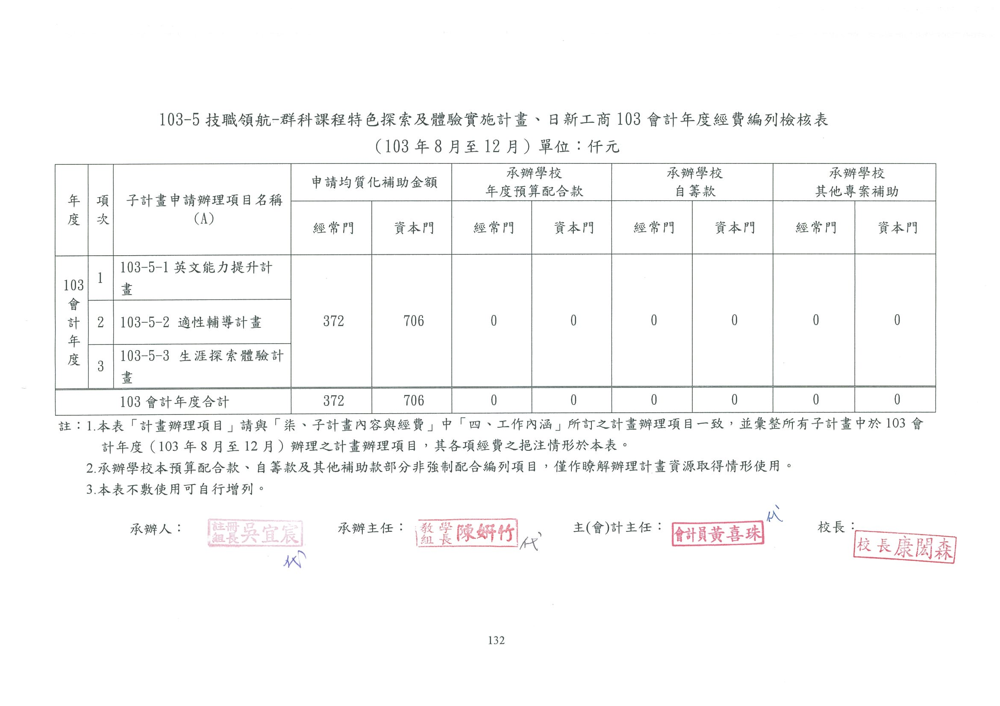 103-5 技職領航-群科課程特色探索及體驗實施計畫、日新工商 103 會計年度經費編列檢核表
（103 年 8 月至 12 月）單位：仟元
年度 項次 子計畫申請辦理項目名稱(A) 申請均質化補助金額 承辦學校年度預算配合款 承辦學校自籌款 承辦學校其他專案補助
經常門 資本門 經常門 資本門 經常門 資本門 經常門 資本門
103會計年度
1 103-5-1 英文能力提升計畫
2 103-5-2 適性輔導計畫
3 103-5-3 生涯探索體驗計畫
372 706 0 0 0 0 0 0
103 會計年度合計 372 706 0 0 0 0 0 0
註：1.本表「計畫辦理項目」請與「柒、子計畫內容與經費」中「四、工作內涵」所訂之計畫辦理項目一致，並彙整所有子計畫中於 103 會
計年度（103 年 8 月至 12 月）辦理之計畫辦理項目，其各項經費之挹注情形於本表。
2.承辦學校本預算配合款、自籌款及其他補助款部分非強制配合編列項目，僅作瞭解辦理計畫資源取得情形使用。
3.本表不敷使用可自行增列。
承辦人： 註冊組長吳宜宸 代 承辦主任： 教學組長陳妍竹 代 主(會)計主任： 會計員黃喜珠 代 校長： 校長康閎森
132